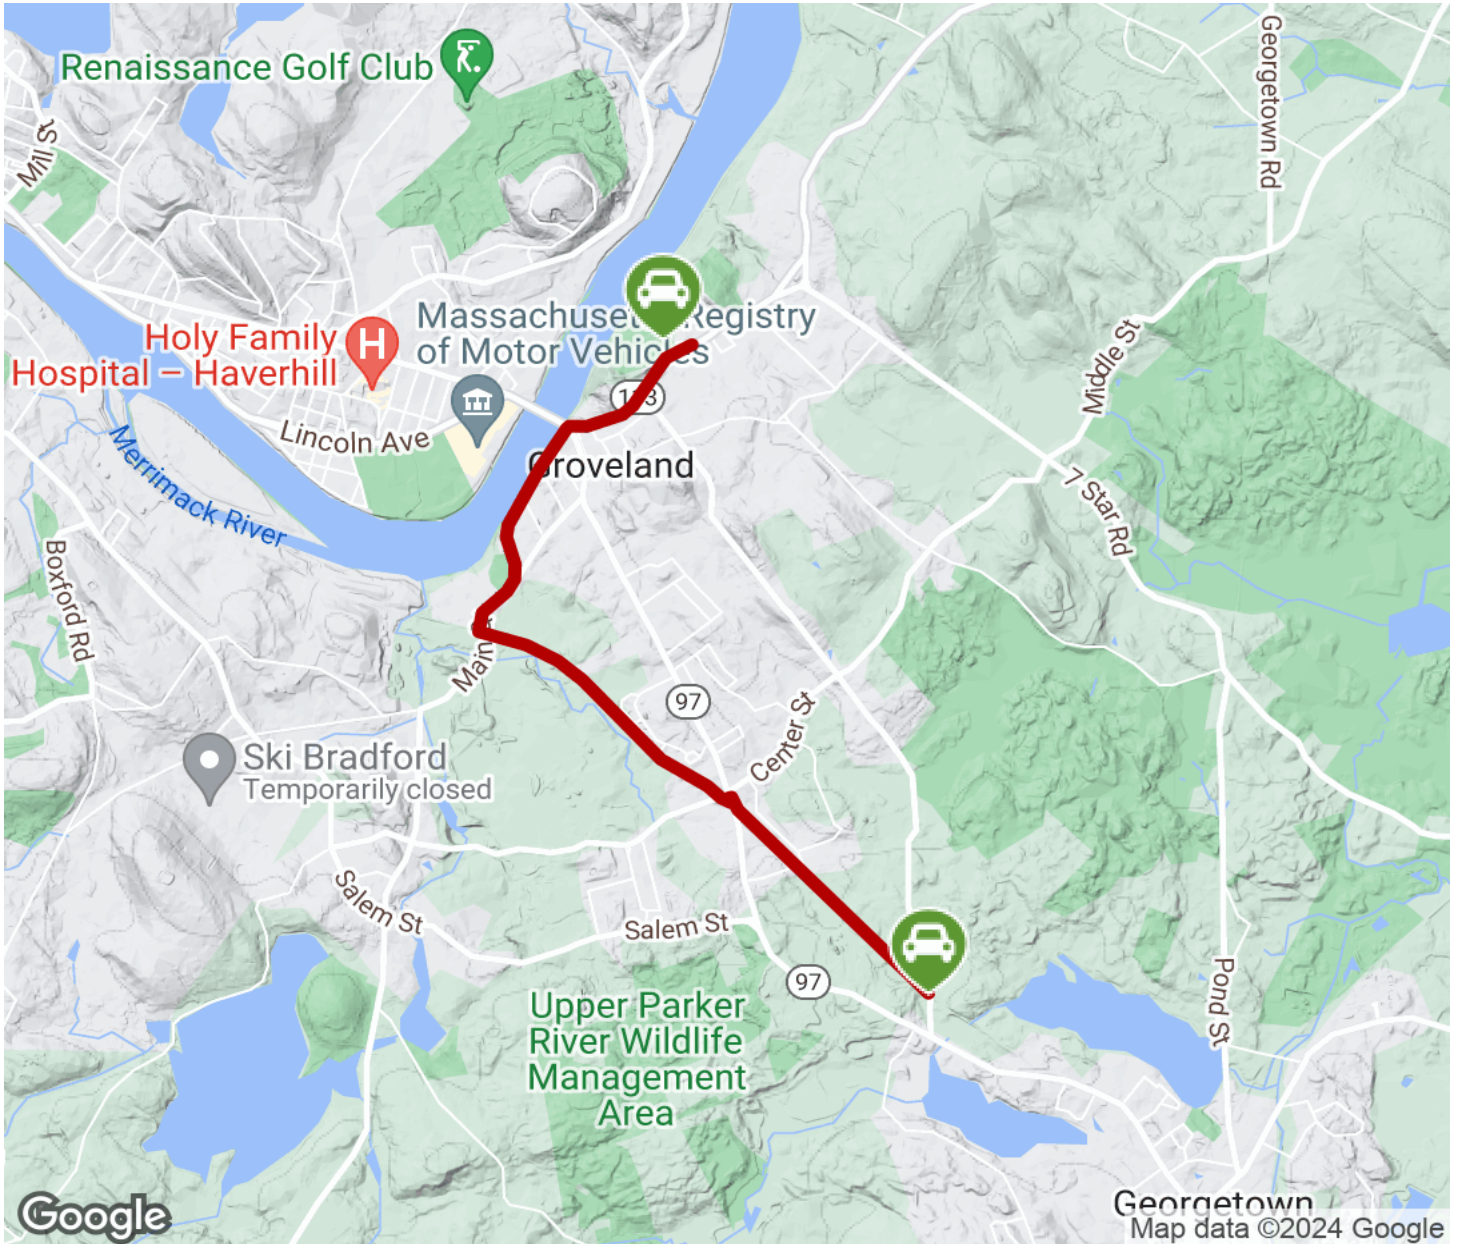 Georgetown Rd
Renaissance Golf Club
Mill St
Massachusetts Registry
of Motor Vehicles
Holy Family
Hospital – Haverhill
Middle St
Lincoln Ave
Groveland
Merrimack River
7 Star Rd
Boxford Rd
Main
97
Center St
Ski Bradford
Temporarily closed
Salem St
Salem St
97
Pond St
Upper Parker
River Wildlife
Management
Area
Georgetown
Google
Map data ©2024 Google